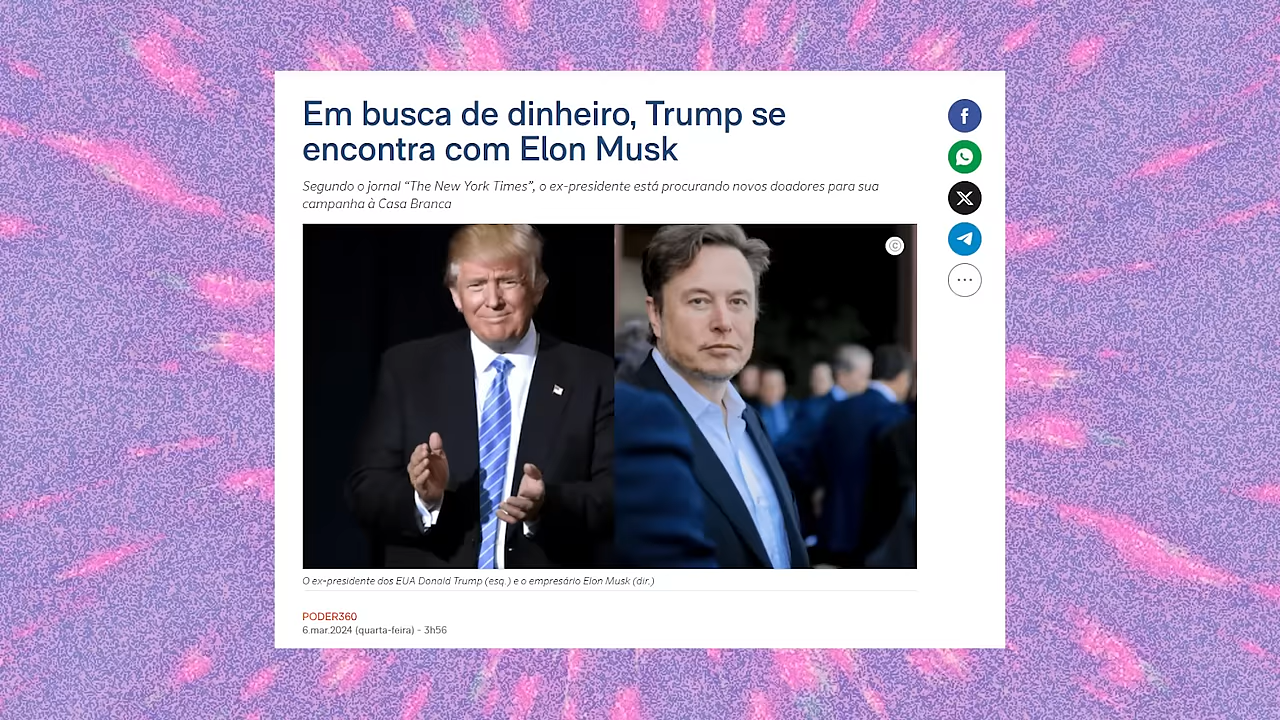 Em busca de dinheiro, Trump se
encontra com Elon Musk
Segundo o jornal “The New York Times”, o ex-presidente está procurando novos doadores para sua
campanha à Casa Branca
O ex-presidente dos EUA Donald Trump (esq.) e o empresário Elon Musk (dir.)
PODER360
6.mar.2024 (quarta-feira) - 3h56